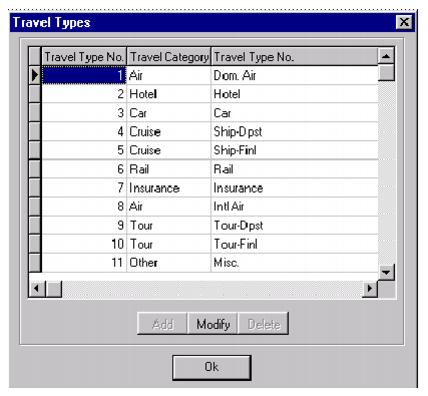 Travel Types
Travel Type No. Travel Category Travel Type No.
1 Air Dom. Air
2 Hotel Hotel
3 Car Car
4 Cruise Ship-Dpst
5 Cruise Ship-Finl
6 Rail Rail
7 Insurance Insurance
8 Air Intl Air
9 Tour Tour-Dpst
10 Tour Tour-Finl
11 Other Misc.
Add Modify Delete
Ok